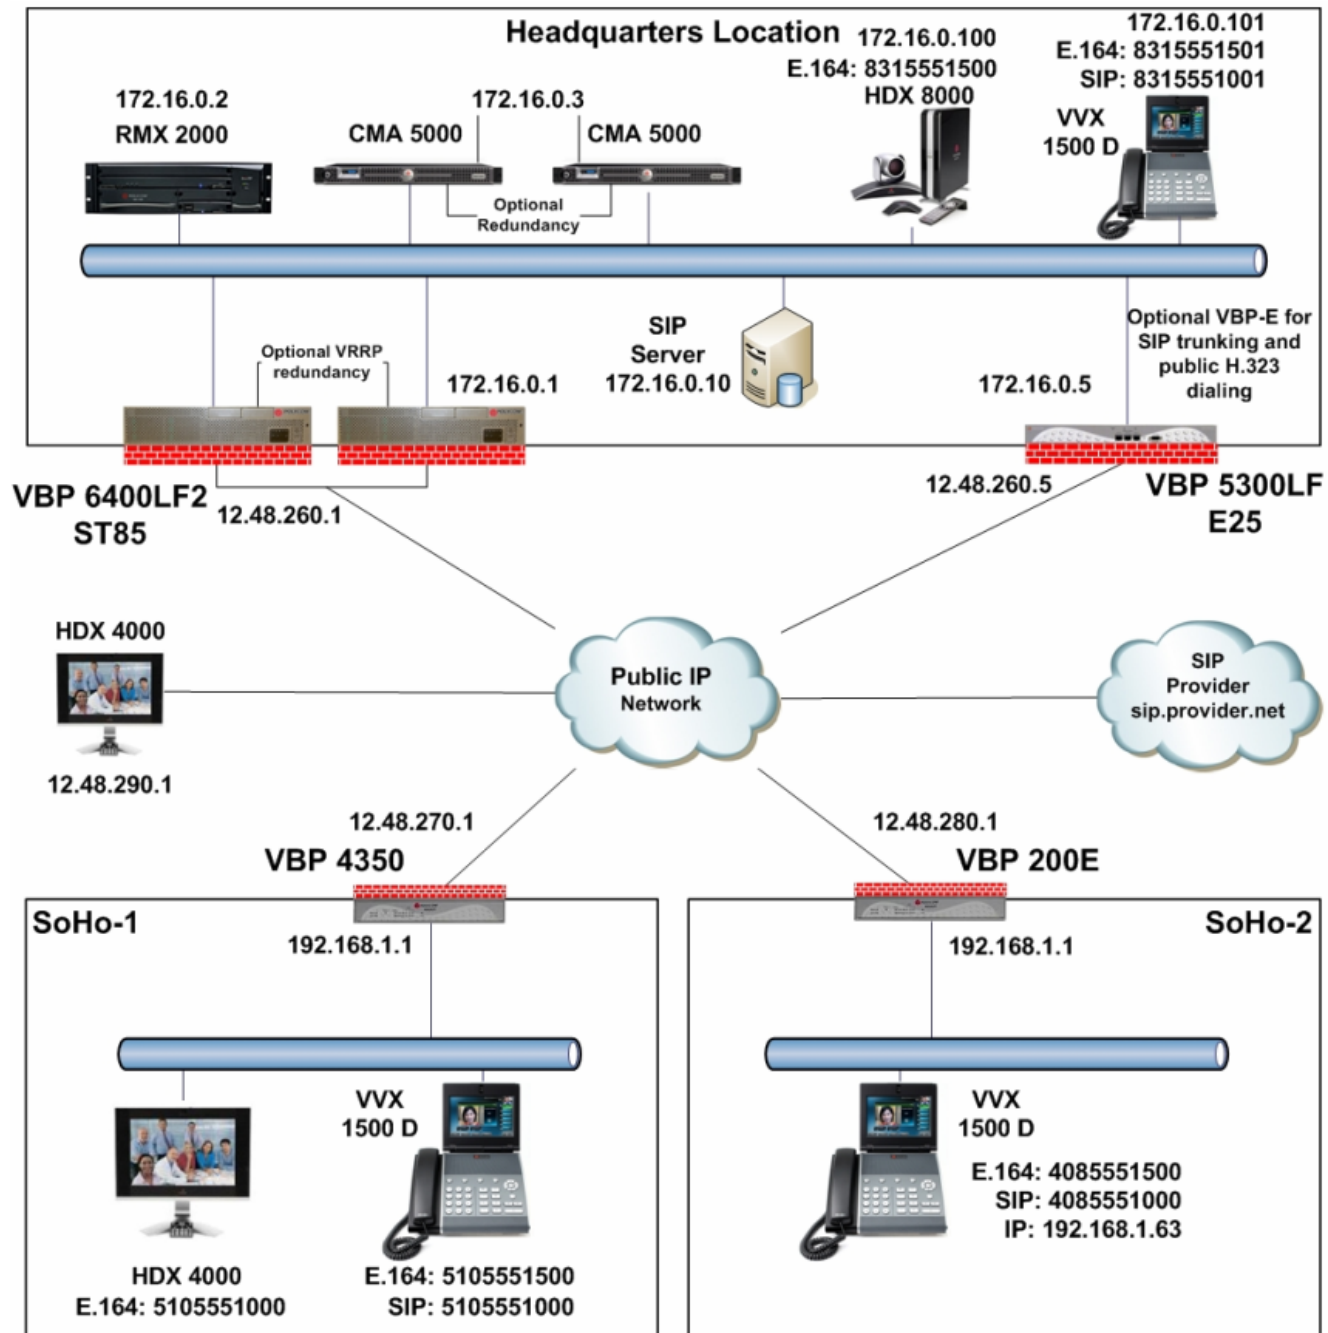 Headquarters Location
172.16.0.2
RMX 2000
172.16.0.3
CMA 5000
CMA 5000
Optional
Redundancy
172.16.0.100
E.164: 8315551500
HDX 8000
172.16.0.101
E.164: 8315551501
SIP: 8315551001
VVX
1500 D
Optional VRRP
redundancy
172.16.0.1
SIP
Server
172.16.0.10
172.16.0.5
Optional VBP-E for
SIP trunking and
public H.323
dialing
VBP 6400LF2
ST85
12.48.260.1
12.48.260.5
VBP 5300LF
E25
HDX 4000
12.48.290.1
Public IP
Network
SIP
Provider
sip.provider.net
12.48.270.1
VBP 4350
12.48.280.1
VBP 200E
SoHo-1
192.168.1.1
VVX
1500 D
HDX 4000
E.164: 5105551000
E.164: 5105551500
SIP: 5105551000
SoHo-2
192.168.1.1
VVX
1500 D
E.164: 4085551500
SIP: 4085551000
IP: 192.168.1.63